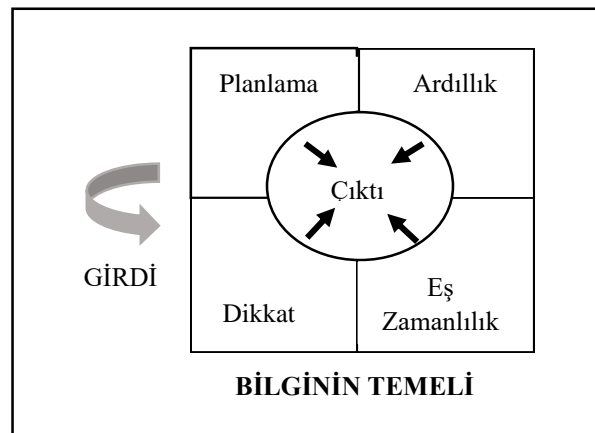 Planlama
Ardıllık
Çıktı
GİRDİ
Dikkat
Eş
Zamanlılık
BİLGİNİN TEMELİ